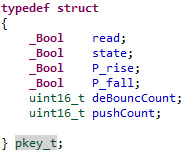 typedef struct
{
    _Bool    read;
    _Bool    state;
    _Bool    P_rise;
    _Bool    P_fall;
    uint16_t deBouncCount;
    uint16_t pushCount;
} pkey_t;